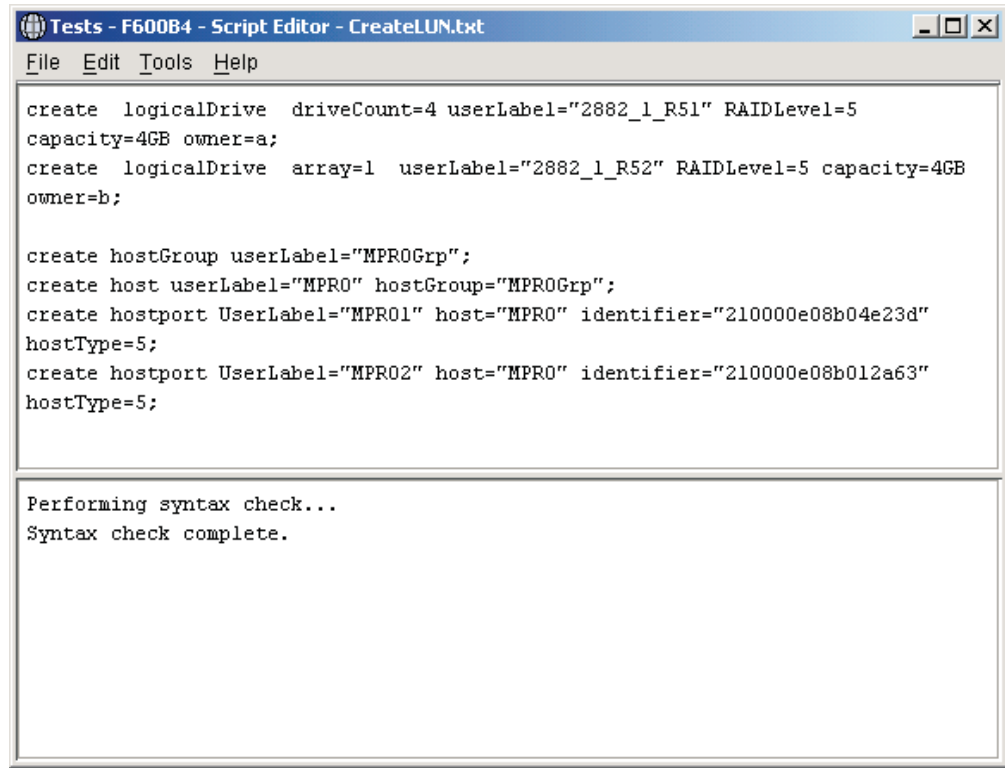 Tests - F600B4 - Script Editor - CreateLUN.txt
File Edit Tools Help
create logicalDrive driveCount=4 userLabel="2882_1_R51" RAIDLevel=5
capacity=4GB owner=a;
create logicalDrive array=1 userLabel="2882_1_R52" RAIDLevel=5 capacity=4GB
owner=b;
create hostGroup userLabel="MPR0Grp";
create host userLabel="MPR0" hostGroup="MPR0Grp";
create hostport UserLabel="MPR01" host="MPR0" identifier="210000e08b04e23d"
hostType=5;
create hostport UserLabel="MPR02" host="MPR0" identifier="210000e08b012a63"
hostType=5;
Performing syntax check...
Syntax check complete.